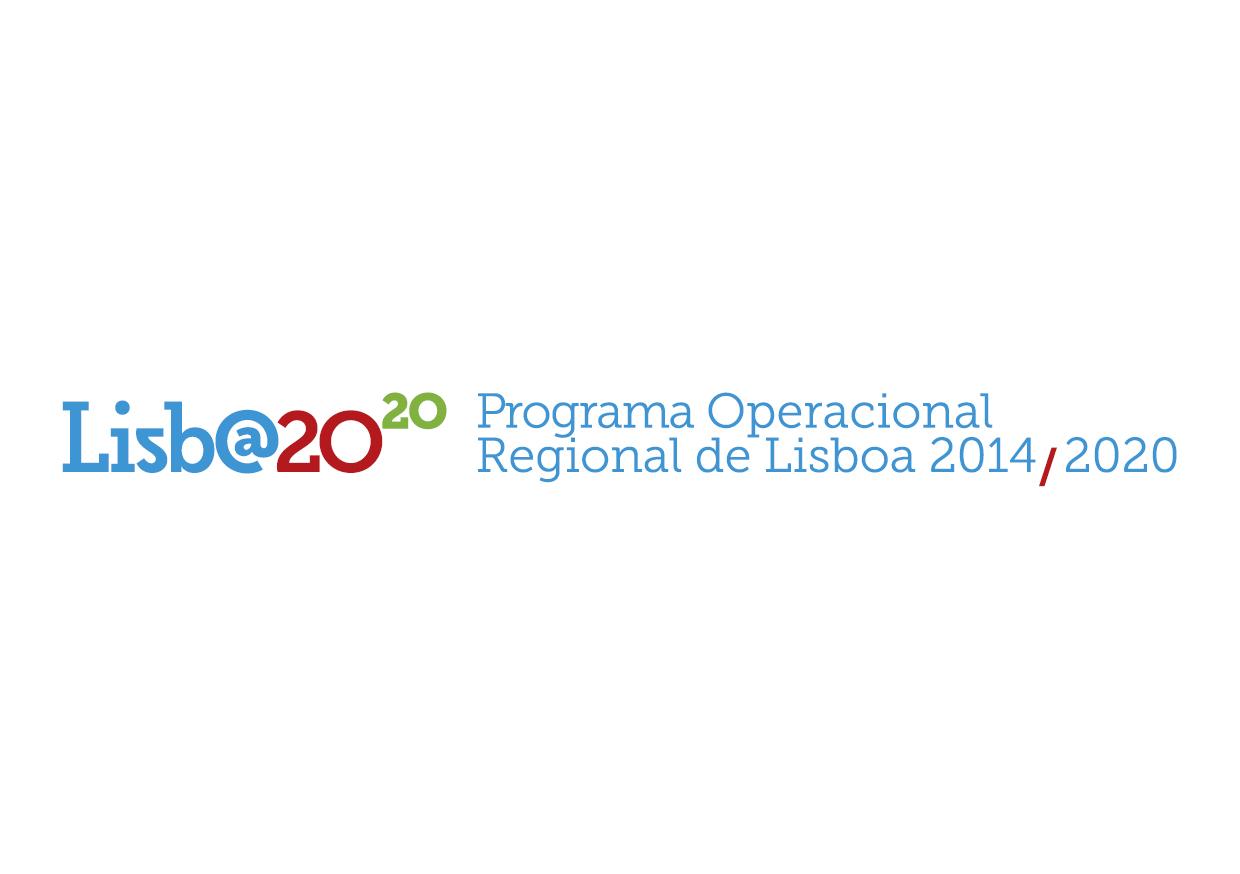 Lisb@20²⁰
Programa Operacional
Regional de Lisboa 2014/2020